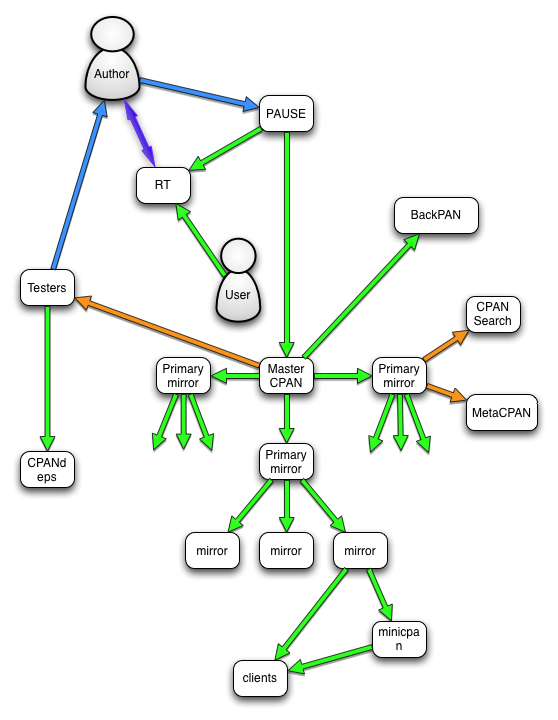 Author
PAUSE
RT
BackPAN
Testers
User
CPAN
Search
Primary
mirror
Master
CPAN
Primary
mirror
MetaCPAN
CPANd
eps
Primary
mirror
mirror
mirror
mirror
minicpa
n
clients